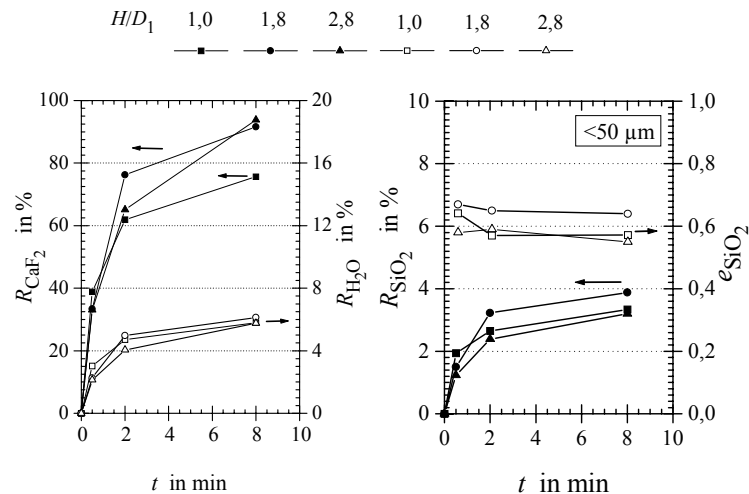 H/D1 1,0 1,8 2,8 1,0 1,8 2,8
100
80
60
40
20
0
RCaF2 in %
20
16
12
8
4
0
RH2O in %
0 2 4 6 8 10
t in min
10
8
6
4
2
0
RSiO2 in %
<50 µm
1,0
0,8
0,6
0,4
0,2
0,0
eSiO2
0 2 4 6 8 10
t in min